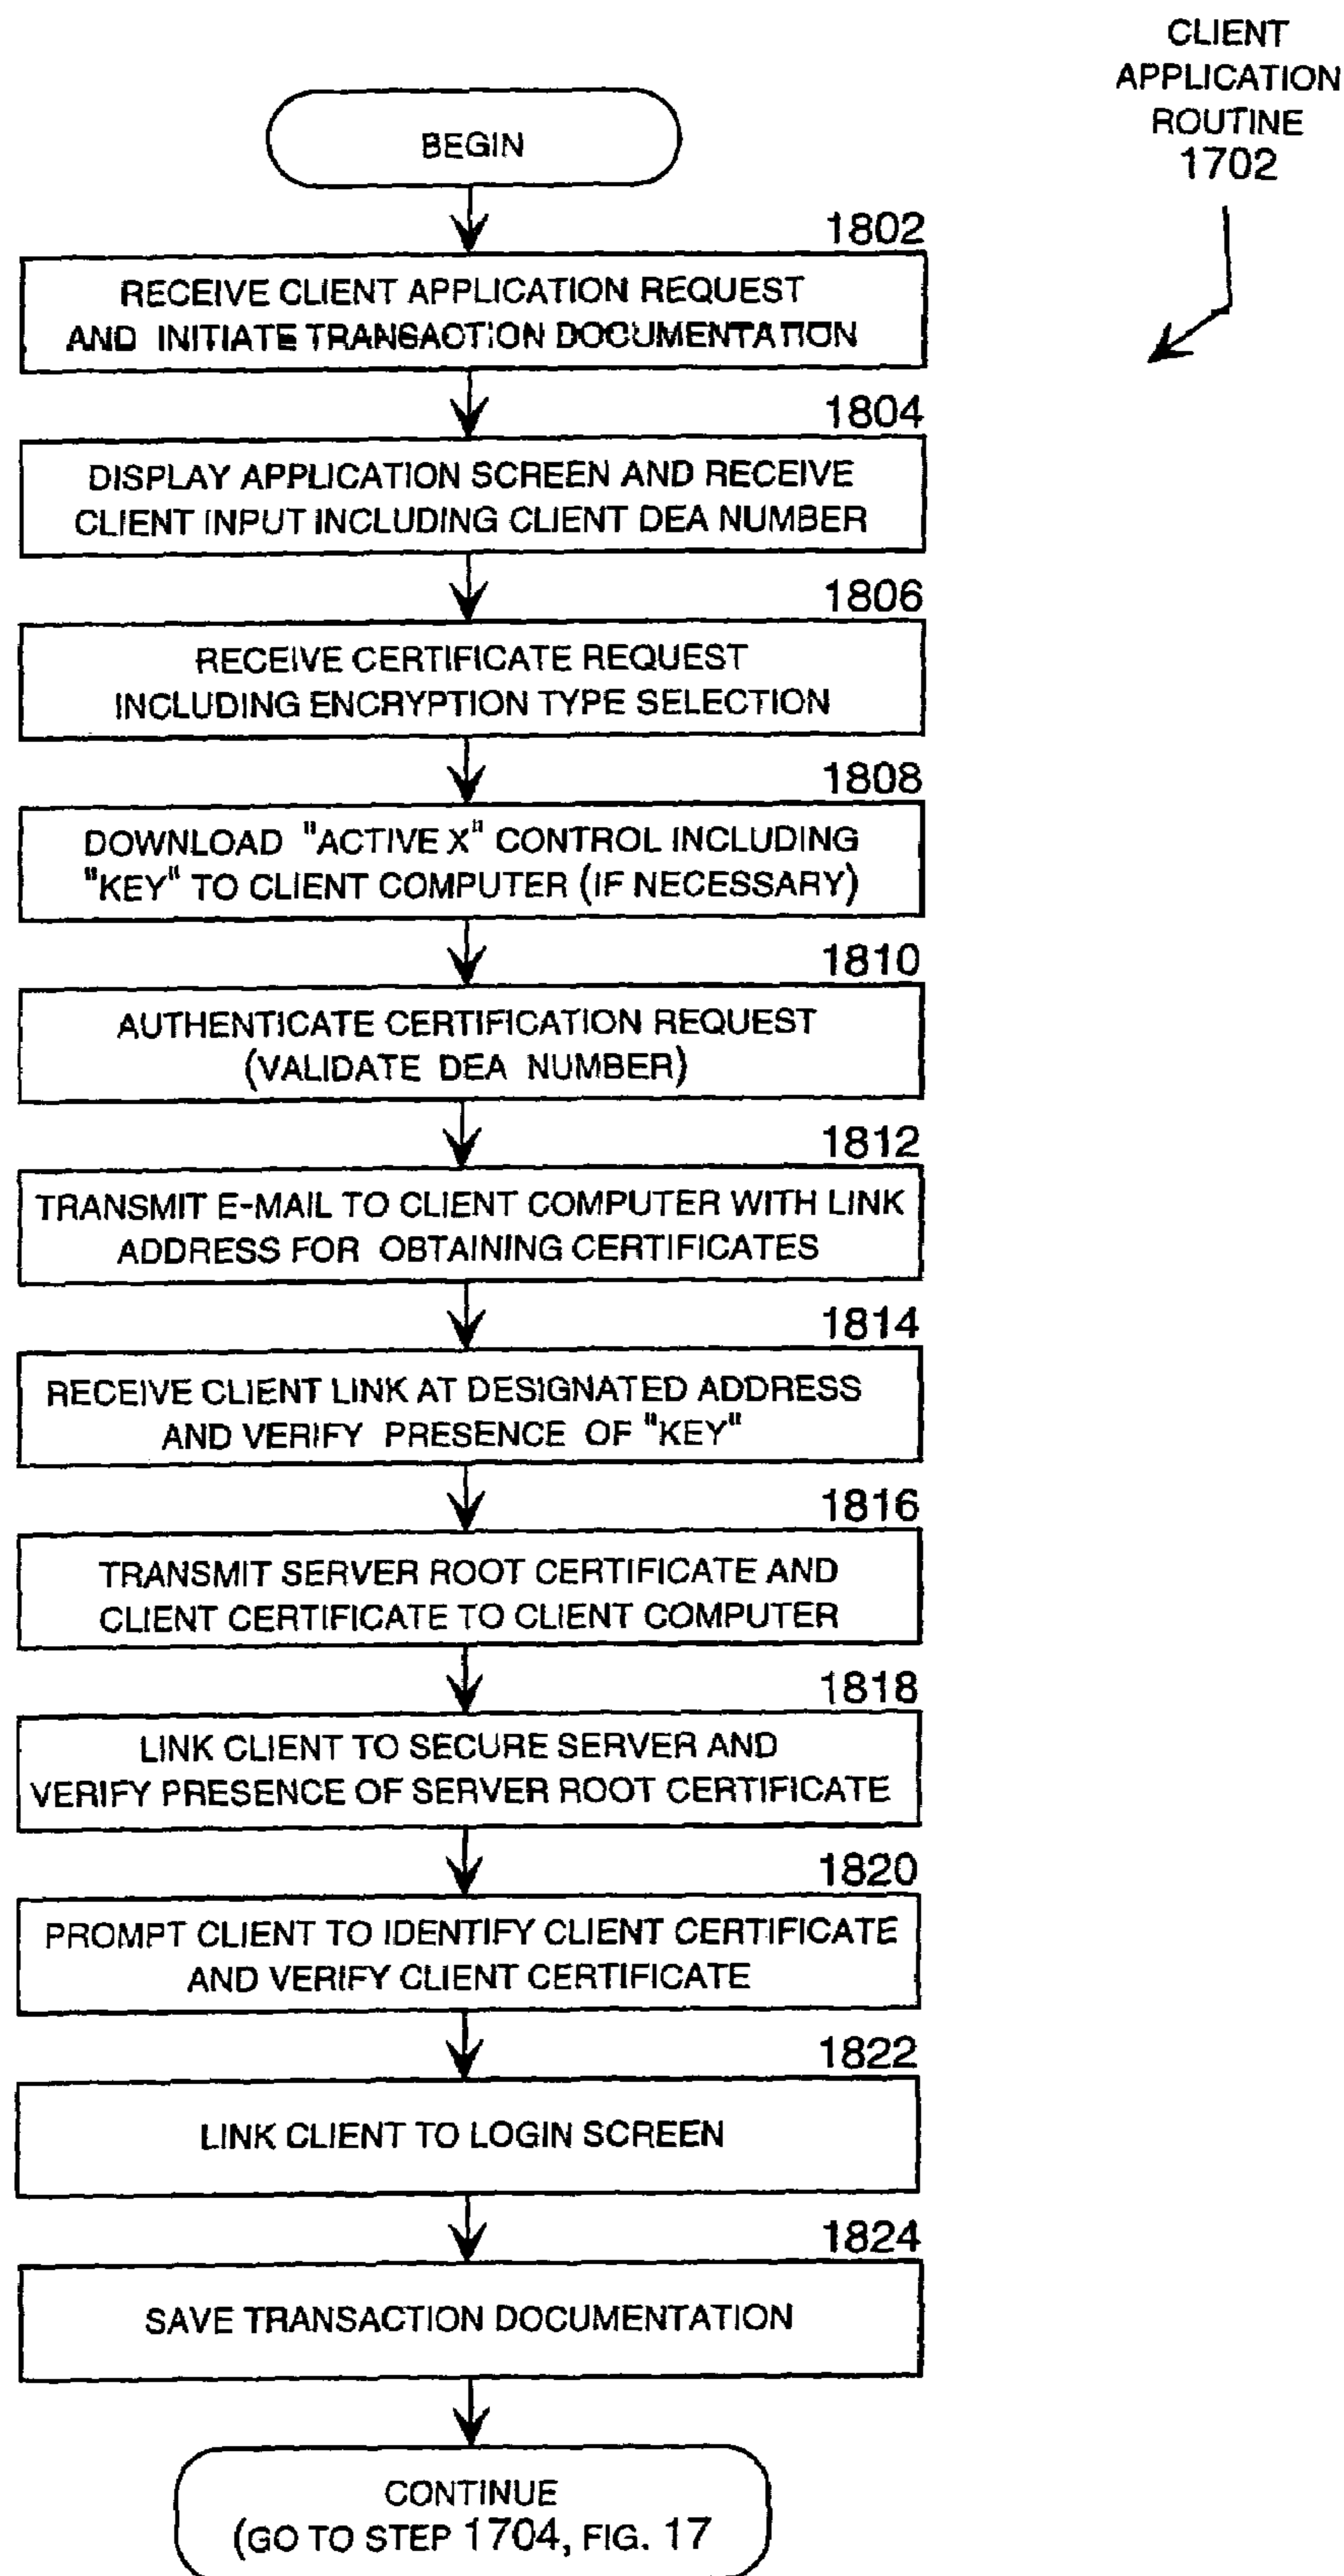 CLIENT
APPLICATION
ROUTINE
1702
BEGIN
1802
RECEIVE CLIENT APPLICATION REQUEST
AND INITIATE TRANSACTION DOCUMENTATION
1804
DISPLAY APPLICATION SCREEN AND RECEIVE
CLIENT INPUT INCLUDING CLIENT DEA NUMBER
1806
RECEIVE CERTIFICATE REQUEST
INCLUDING ENCRYPTION TYPE SELECTION
1808
DOWNLOAD "ACTIVE X" CONTROL INCLUDING
"KEY" TO CLIENT COMPUTER (IF NECESSARY)
1810
AUTHENTICATE CERTIFICATION REQUEST
(VALIDATE DEA NUMBER)
1812
TRANSMIT E-MAIL TO CLIENT COMPUTER WITH LINK
ADDRESS FOR OBTAINING CERTIFICATES
1814
RECEIVE CLIENT LINK AT DESIGNATED ADDRESS
AND VERIFY PRESENCE OF "KEY"
1816
TRANSMIT SERVER ROOT CERTIFICATE AND
CLIENT CERTIFICATE TO CLIENT COMPUTER
1818
LINK CLIENT TO SECURE SERVER AND
VERIFY PRESENCE OF SERVER ROOT CERTIFICATE
1820
PROMPT CLIENT TO IDENTIFY CLIENT CERTIFICATE
AND VERIFY CLIENT CERTIFICATE
1822
LINK CLIENT TO LOGIN SCREEN
1824
SAVE TRANSACTION DOCUMENTATION
CONTINUE
(GO TO STEP 1704, FIG. 17